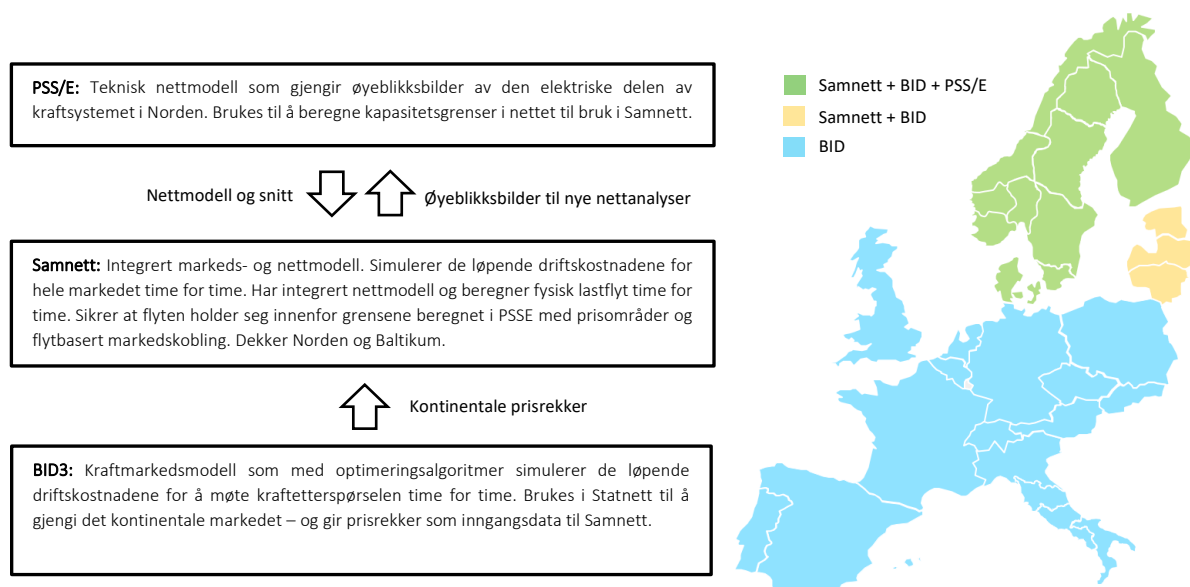 PSS/E: Teknisk nettmodell som gjengir øyeblikksbilder av den elektriske delen av
kraftsystemet i Norden. Brukes til å beregne kapasitetsgrenser i nettet til bruk i Samnett.
Nettmodell og snitt
Øyeblikksbilder til nye nettanalyser
Samnett: Integrert markeds- og nettmodell. Simulerer de løpende driftskostnadene for
hele markedet time for time. Har integrert nettmodell og beregner fysisk lastflyt time for
time. Sikrer at flyten holder seg innenfor grensene beregnet i PSSE med prisområder og
flytbasert markedskobling. Dekker Norden og Baltikum.
Kontinentale prisrekker
BID3: Kraftmarkedsmodell som med optimeringsalgoritmer simulerer de løpende
driftskostnadene for å møte kraftetterspørselen time for time. Brukes i Statnett til å
gjengi det kontinentale markedet – og gir prisrekker som inngangsdata til Samnett.
Samnett + BID + PSS/E
Samnett + BID
BID